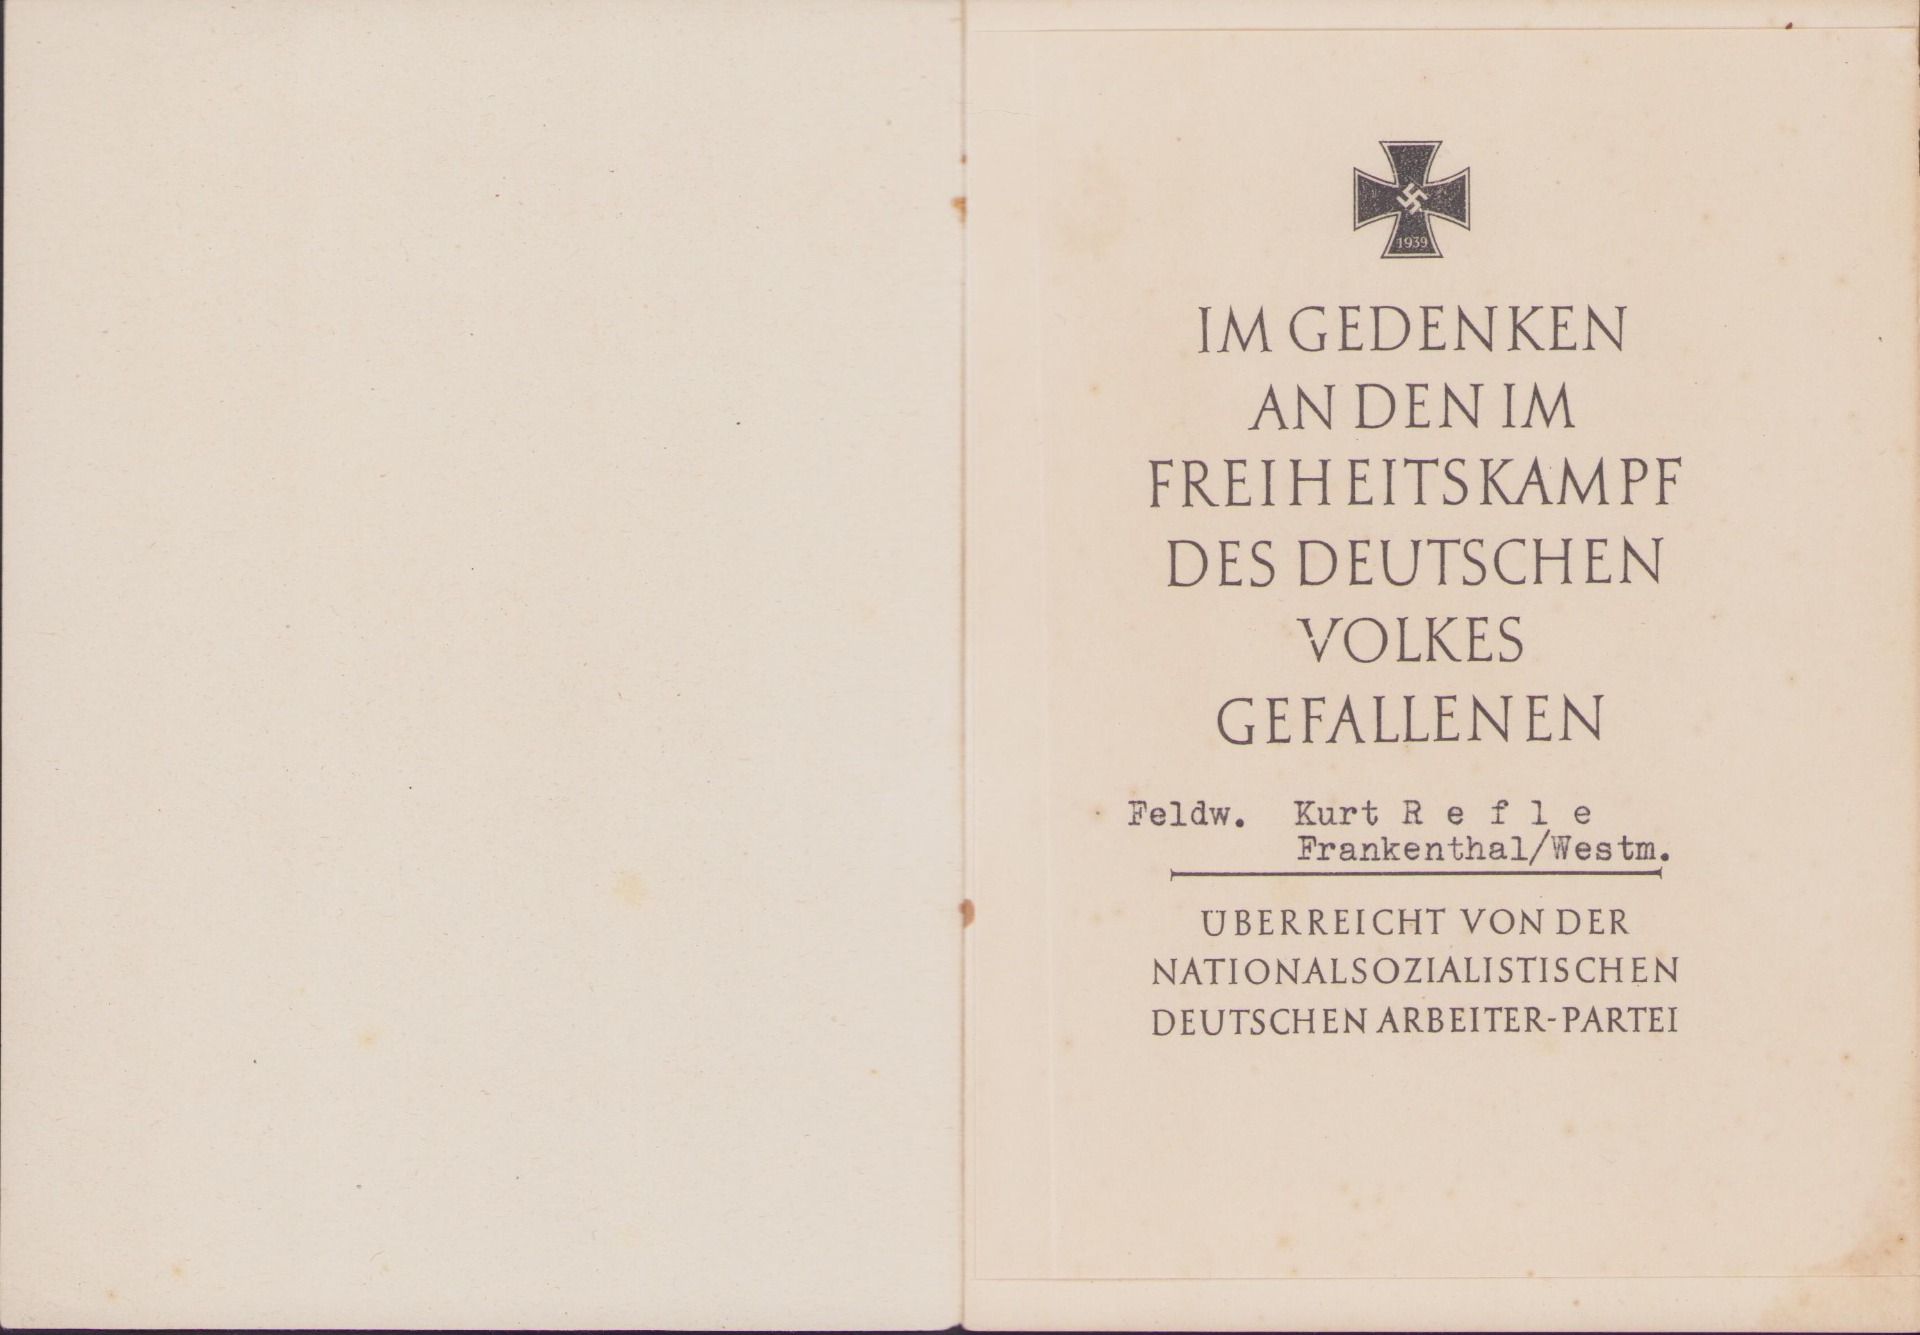 1939
IM GEDENKEN
AN DEN IM
FREIHEITSKAMPF
DES DEUTSCHEN
VOLKES
GEFALLENEN
Feldw. Kurt R e f l e
Frankenthal/Westm.
ÜBERREICHT VON DER
NATIONALSOZIALISTISCHEN
DEUTSCHEN ARBEITER-PARTEI